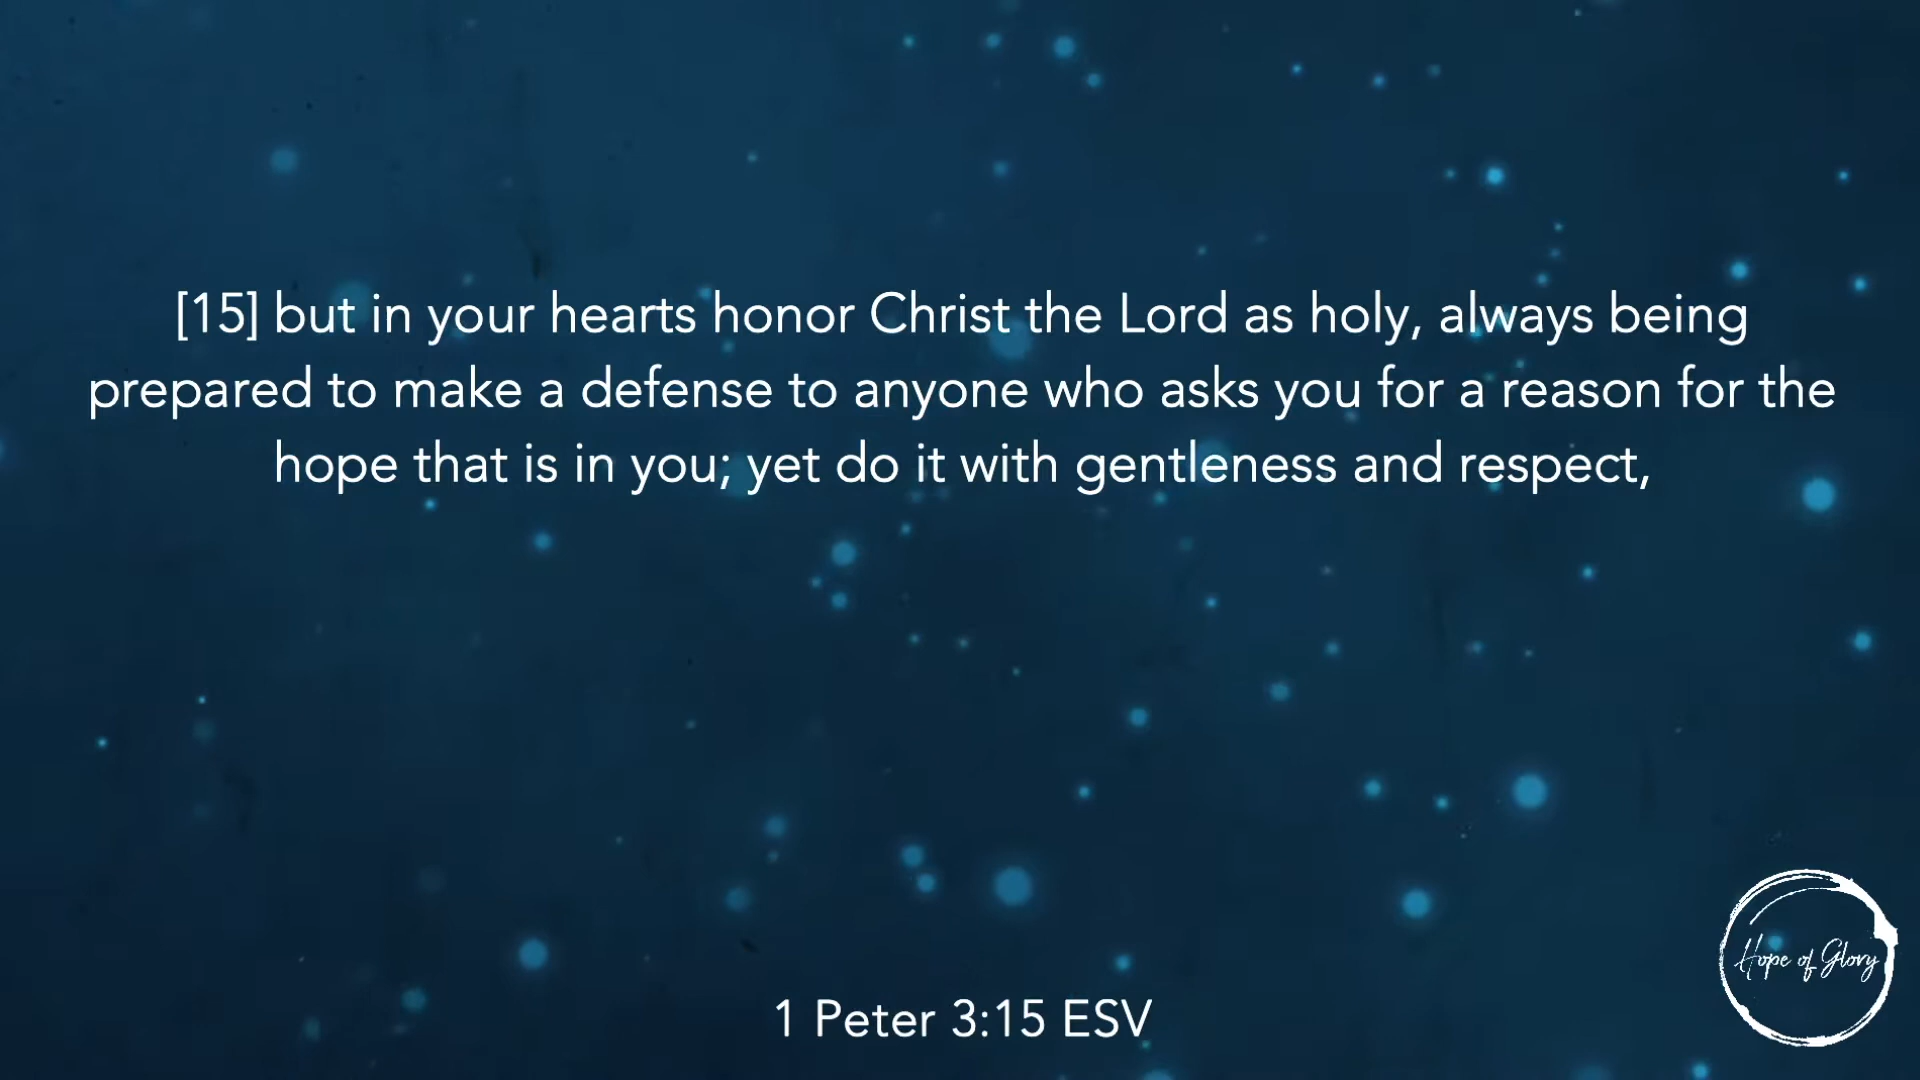 [15] but in your hearts honor Christ the Lord as holy, always being
prepared to make a defense to anyone who asks you for a reason for the
hope that is in you; yet do it with gentleness and respect,
Hope of Glory
1 Peter 3:15 ESV